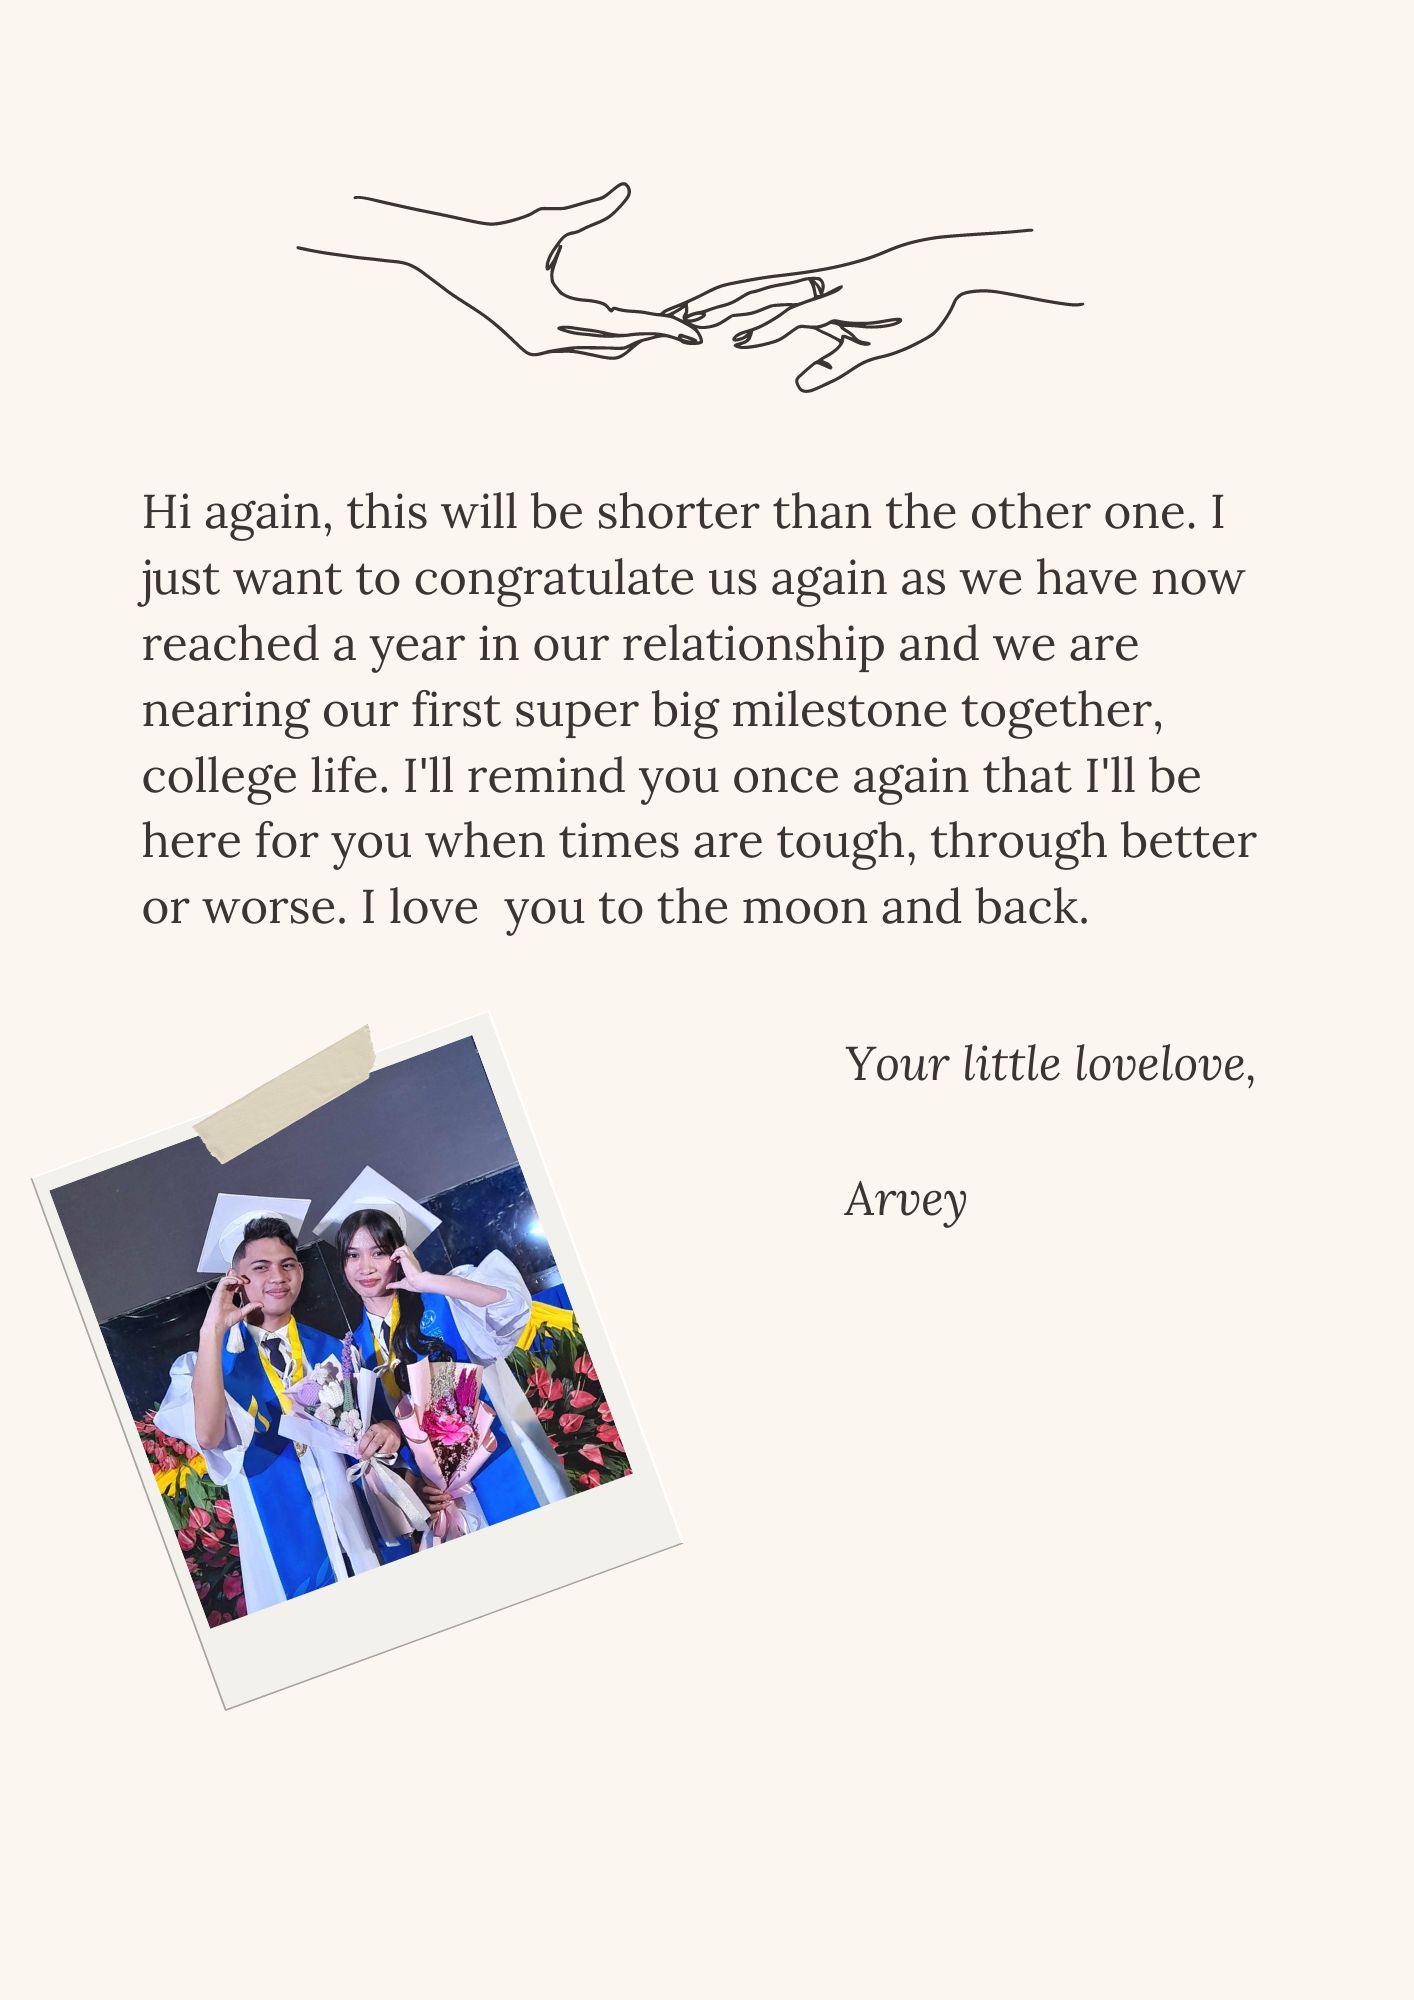 Hi again, this will be shorter than the other one. I
just want to congratulate us again as we have now
reached a year in our relationship and we are
nearing our first super big milestone together,
college life. I'll remind you once again that I'll be
here for you when times are tough, through better
or worse. I love  you to the moon and back.
Your little lovelove,
Arvey